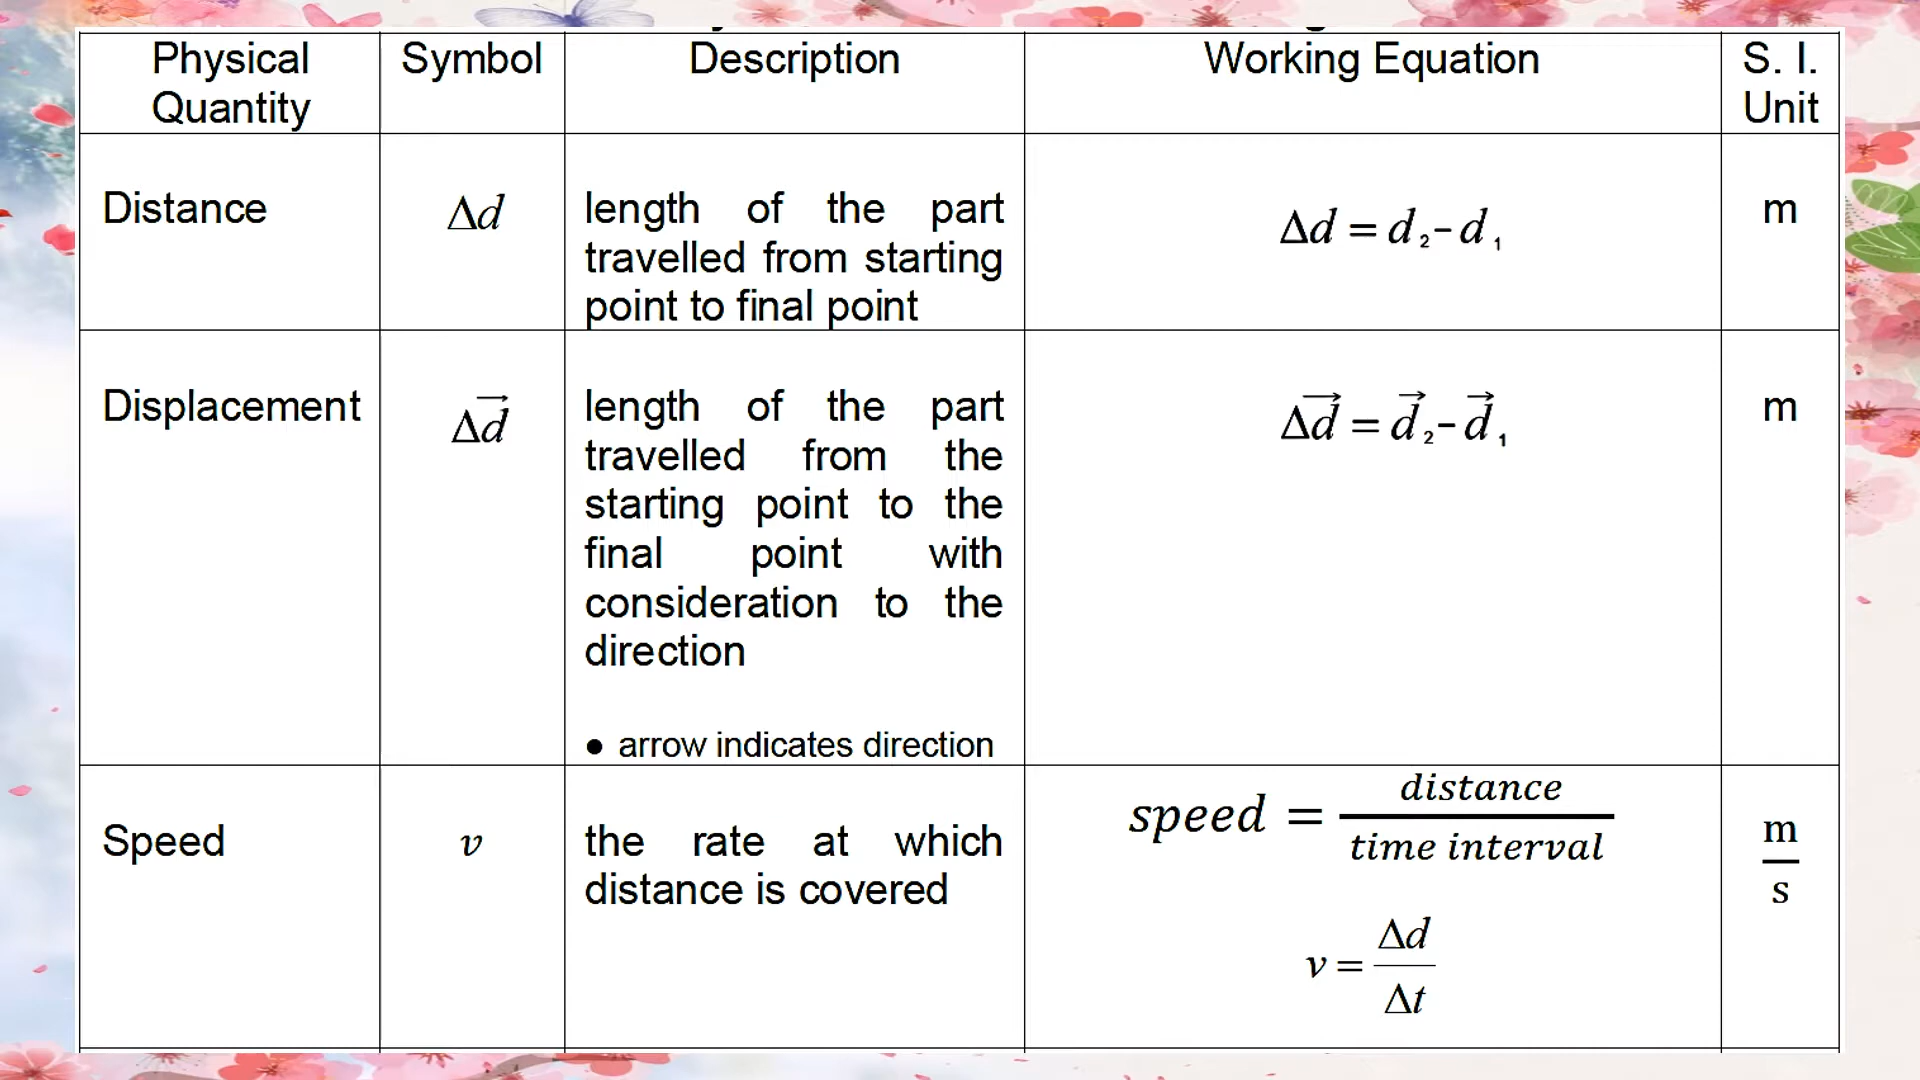 Physical Quantity
Symbol
Description
Working Equation
S. I. Unit
Distance
Δd
length of the part
travelled from starting
point to final point
Δd = d₂ - d₁
m
Displacement
Δd⃗
length of the part
travelled from the
starting point to the
final point with
consideration to the
direction
● arrow indicates direction
Δd⃗ = d⃗₂ - d⃗₁
m
Speed
v
the rate at which
distance is covered
speed = distance / time interval
v = Δd / Δt
m / s